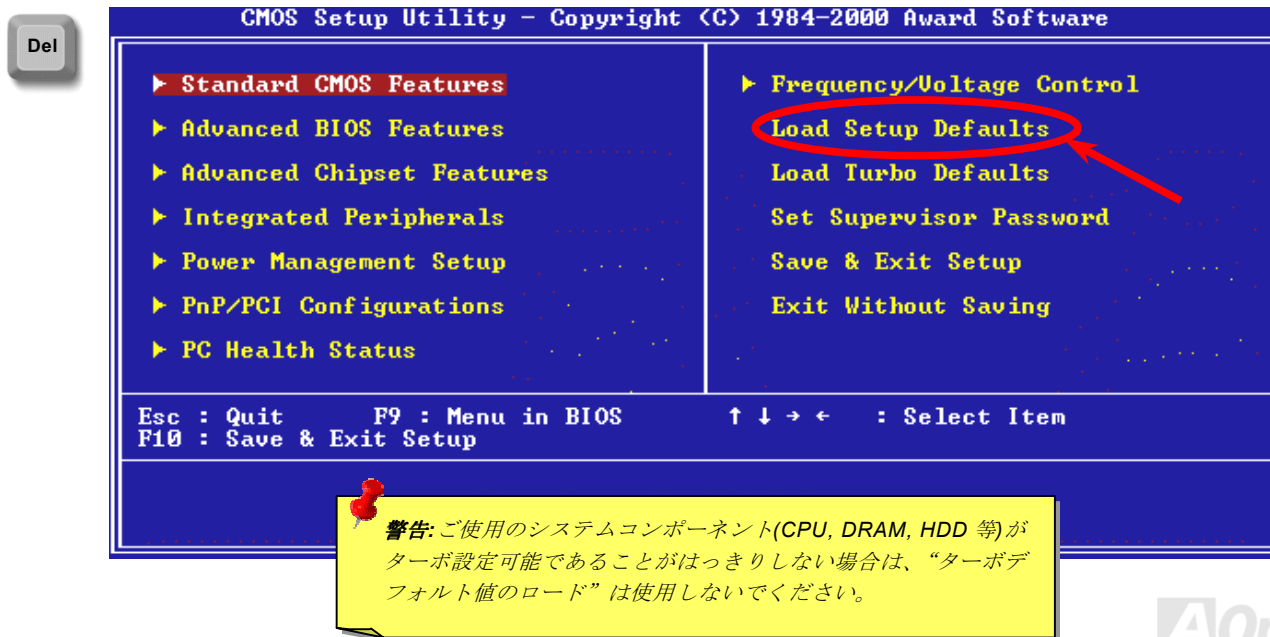 CMOS Setup Utility – Copyright (C) 1984–2000 Award Software
Del
Standard CMOS Features
Advanced BIOS Features
Advanced Chipset Features
Integrated Peripherals
Power Management Setup
PnP/PCI Configurations
PC Health Status
Frequency/Voltage Control
Load Setup Defaults
Load Turbo Defaults
Set Supervisor Password
Save & Exit Setup
Exit Without Saving
Esc : Quit F9 : Menu in BIOS ↑ ↓ → ← : Select Item
F10 : Save & Exit Setup
警告:ご使用のシステムコンポーネント(CPU, DRAM, HDD 等)が
ターボ設定可能であることがはっきりしない場合は、“ターボデ
フォルト値のロード”は使用しないでください。